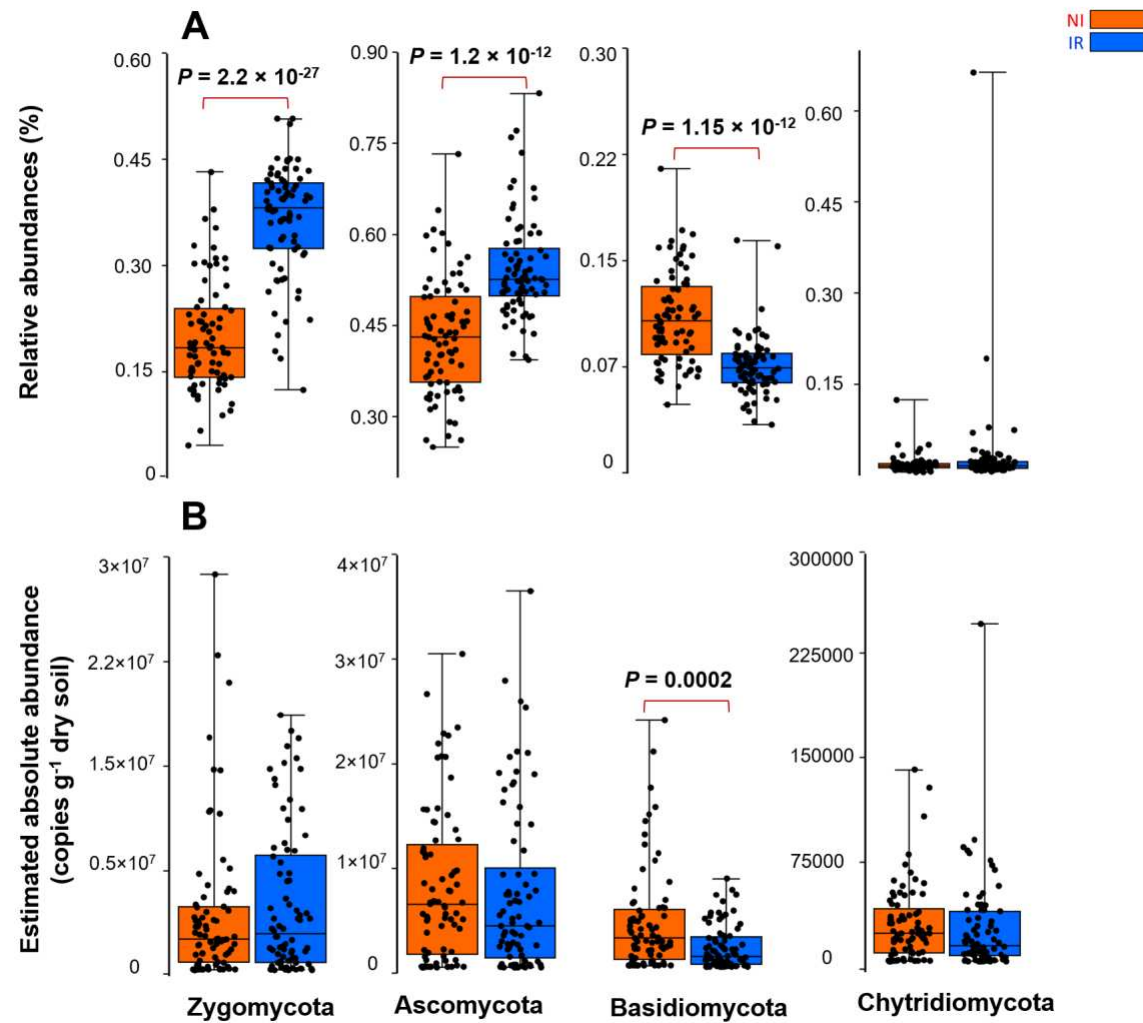 A
NI
IR
Relative abundances (%)
0.60
0.45
0.30
0.15
0
P = 2.2 × 10⁻²⁷
0.90
0.75
0.60
0.45
0.30
P = 1.2 × 10⁻¹²
0.30
0.22
0.15
0.07
0
P = 1.15 × 10⁻¹²
0.60
0.45
0.30
0.15
B
Estimated absolute abundance
(copies g⁻¹ dry soil)
3×10⁷
2.2×10⁷
1.5×10⁷
0.5×10⁷
0
4×10⁷
3×10⁷
2×10⁷
1×10⁷
0
P = 0.0002
300000
225000
150000
75000
0
Zygomycota
Ascomycota
Basidiomycota
Chytridiomycota